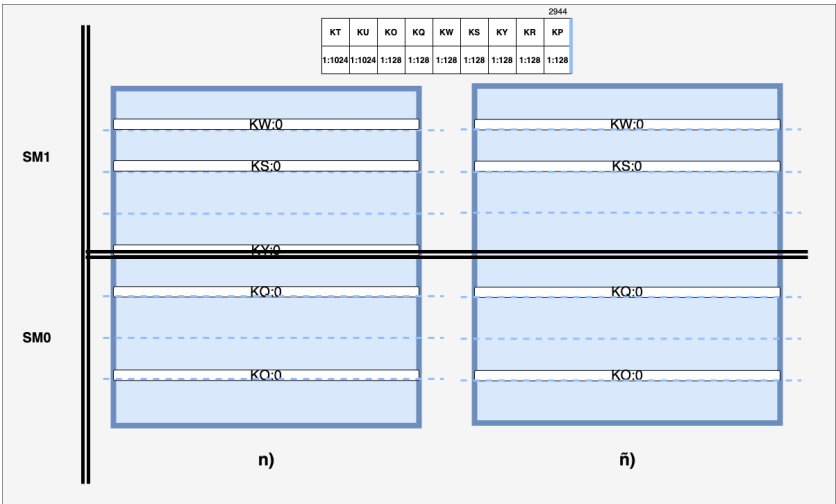 2944
KT KU KO KQ KW KS KY KR KP
1:1024 1:1024 1:128 1:128 1:128 1:128 1:128 1:128 1:128
KW:0 KW:0
SM1
KS:0 KS:0
KY:0
KQ:0 KQ:0
SM0
KO:0 KO:0
n) ñ)